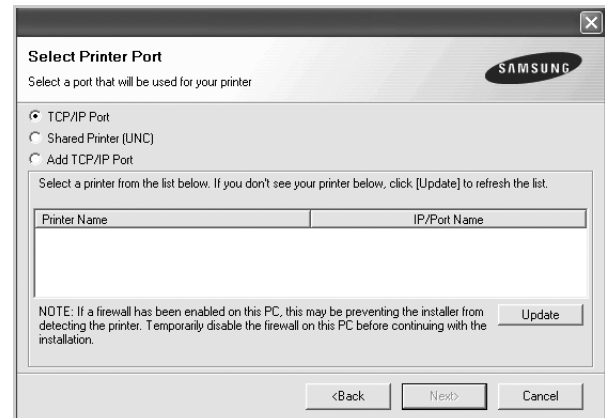 Select Printer Port
Select a port that will be used for your printer
SAMSUNG
TCP/IP Port
Shared Printer (UNC)
Add TCP/IP Port
Select a printer from the list below. If you don't see your printer below, click [Update] to refresh the list.
Printer Name IP/Port Name
NOTE: If a firewall has been enabled on this PC, this may be preventing the installer from
detecting the printer. Temporarily disable the firewall on this PC before continuing with the
installation.
Update
<Back Next> Cancel